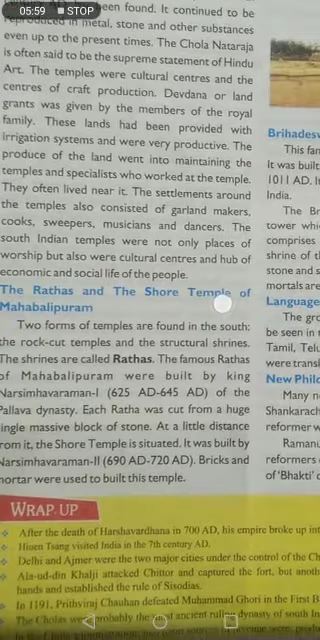 05:59 STOP
been found. It continued to be
reproduced in metal, stone and other substances
even up to the present times. The Chola Nataraja
is often said to be the supreme statement of Hindu
Art. The temples were cultural centres and the
centres of craft production. Devdana or land
grants was given by the members of the royal
family. These lands had been provided with
irrigation systems and were very productive. The
produce of the land went into maintaining the
temples and specialists who worked at the temple.
They often lived near it. The settlements around
the temples also consisted of garland makers,
cooks, sweepers, musicians and dancers. The
south Indian temples were not only places of
worship but also were cultural centres and hub of
economic and social life of the people.
The Rathas and The Shore Temple of
Mahabalipuram
Two forms of temples are found in the south:
the rock-cut temples and the structural shrines.
The shrines are called Rathas. The famous Rathas
of Mahabalipuram were built by king
Narsimhavaraman-I (625 AD-645 AD) of the
Pallava dynasty. Each Ratha was cut from a huge
single massive block of stone. At a little distance
from it, the Shore Temple is situated. It was built by
Narsimhavaraman-II (690 AD-720 AD). Bricks and
mortar were used to built this temple.
Brihadesw
This fam
It was built
1011 AD. I
India.
The Br
tower whic
comprises
shrine of th
stone and s
mortals are
Language
The gro
be seen in
Tamil, Telu
were transl
New Philo
Many n
Shankarach
reformer w
Ramanu
reformers
of 'Bhakti'
WRAP UP
After the death of Harshavardhana in 700 AD, his empire broke up int
Hiuen Tsang visited India in the 7th century AD.
Delhi and Ajmer were the two major cities under the control of the Ch
Ala-ud-din Khalji attacked Chittor and captured the fort, but anoth
hands and established the rule of Sisodias.
In 1191, Prithviraj Chauhan defeated Muhammad Ghori in the First B
The Cholas were probably the most ancient ruling dynasty of south In